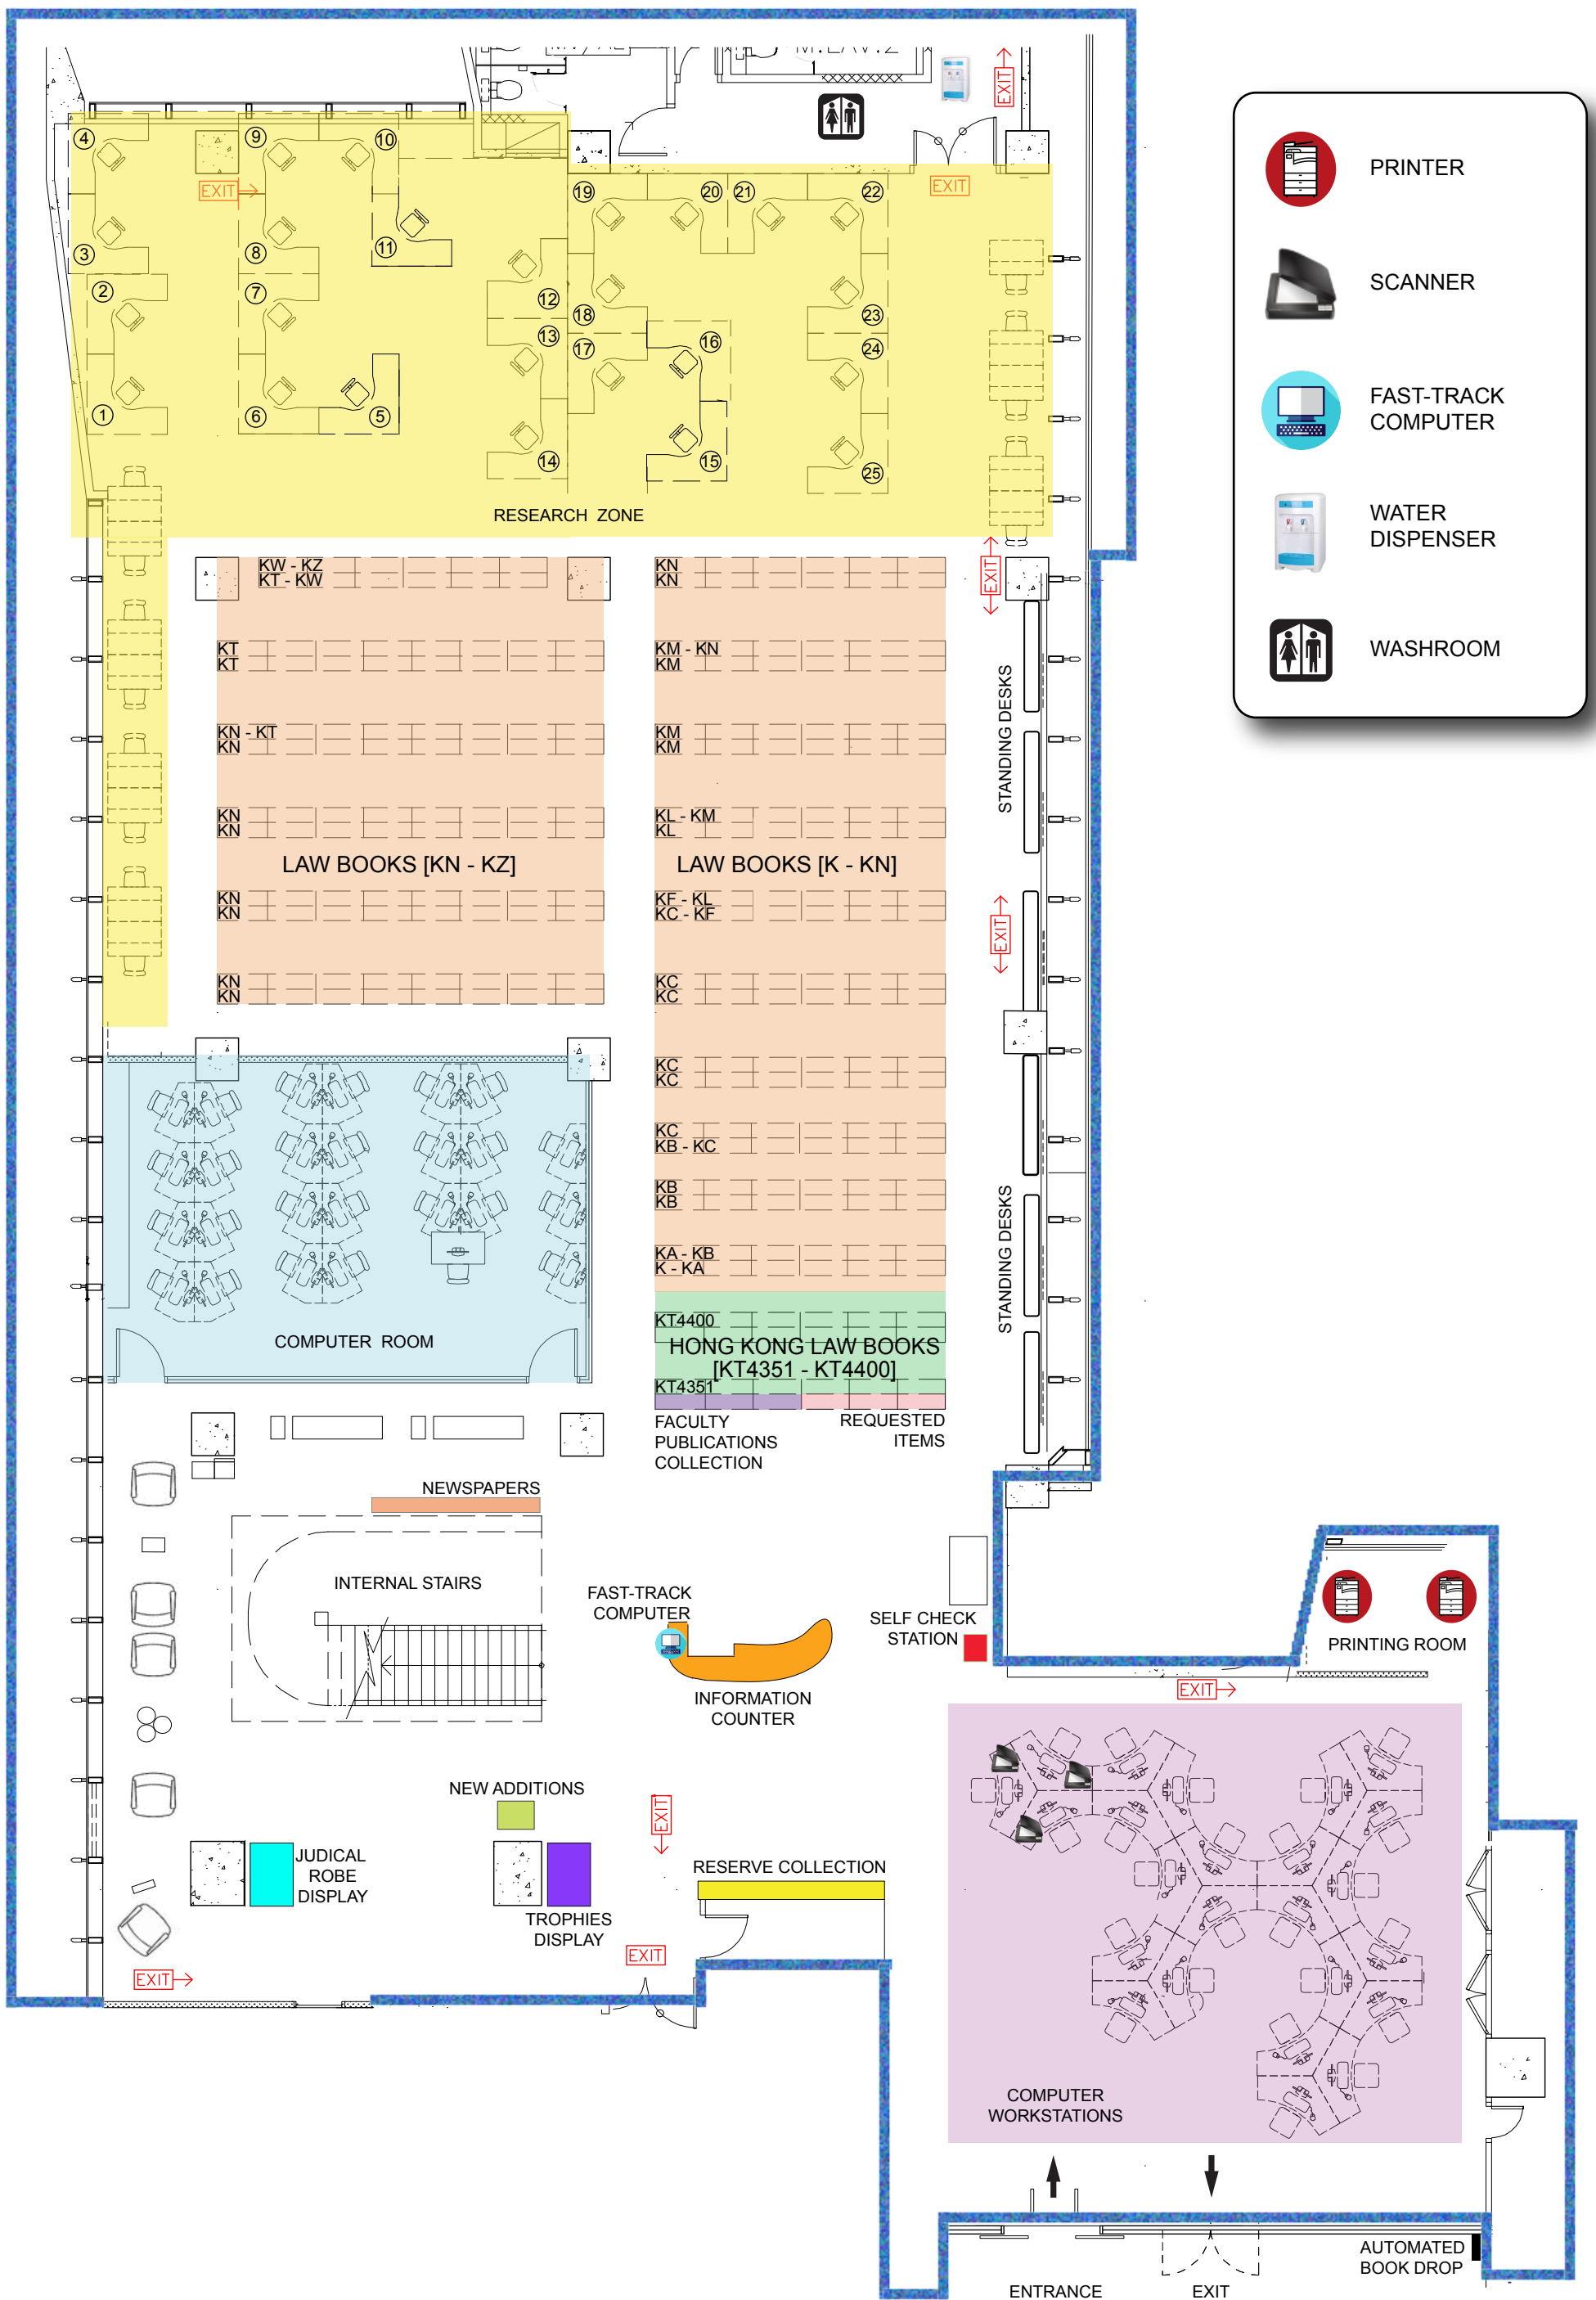 M.LAV.2
EXIT
PRINTER
SCANNER
FAST-TRACK
COMPUTER
WATER
DISPENSER
WASHROOM
4
9
10
EXIT
19
20
21
22
EXIT
3
8
11
2
7
12
18
23
13
17
16
24
1
6
5
14
15
25
RESEARCH ZONE
KW - KZ
KT - KW
KN
KN
EXIT
KT
KT
KM - KN
KM
KN - KT
KN
KM
KM
STANDING DESKS
KN
KN
KL - KM
KL
LAW BOOKS [KN - KZ]
LAW BOOKS [K - KN]
KN
KN
KF - KL
KC - KF
EXIT
KN
KN
KC
KC
KC
KC
KC
KB - KC
KB
KB
KA - KB
K - KA
STANDING DESKS
COMPUTER ROOM
KT4400
HONG KONG LAW BOOKS
[KT4351 - KT4400]
KT4351
FACULTY
PUBLICATIONS
COLLECTION
REQUESTED
ITEMS
NEWSPAPERS
INTERNAL STAIRS
FAST-TRACK
COMPUTER
INFORMATION
COUNTER
SELF CHECK
STATION
PRINTING ROOM
EXIT
NEW ADDITIONS
EXIT
JUDICAL
ROBE
DISPLAY
TROPHIES
DISPLAY
RESERVE COLLECTION
EXIT
EXIT
COMPUTER
WORKSTATIONS
ENTRANCE
EXIT
AUTOMATED
BOOK DROP